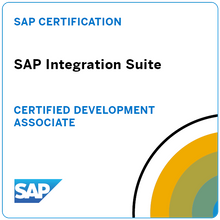 SAP CERTIFICATION
SAP Integration Suite
CERTIFIED DEVELOPMENT
ASSOCIATE
SAP